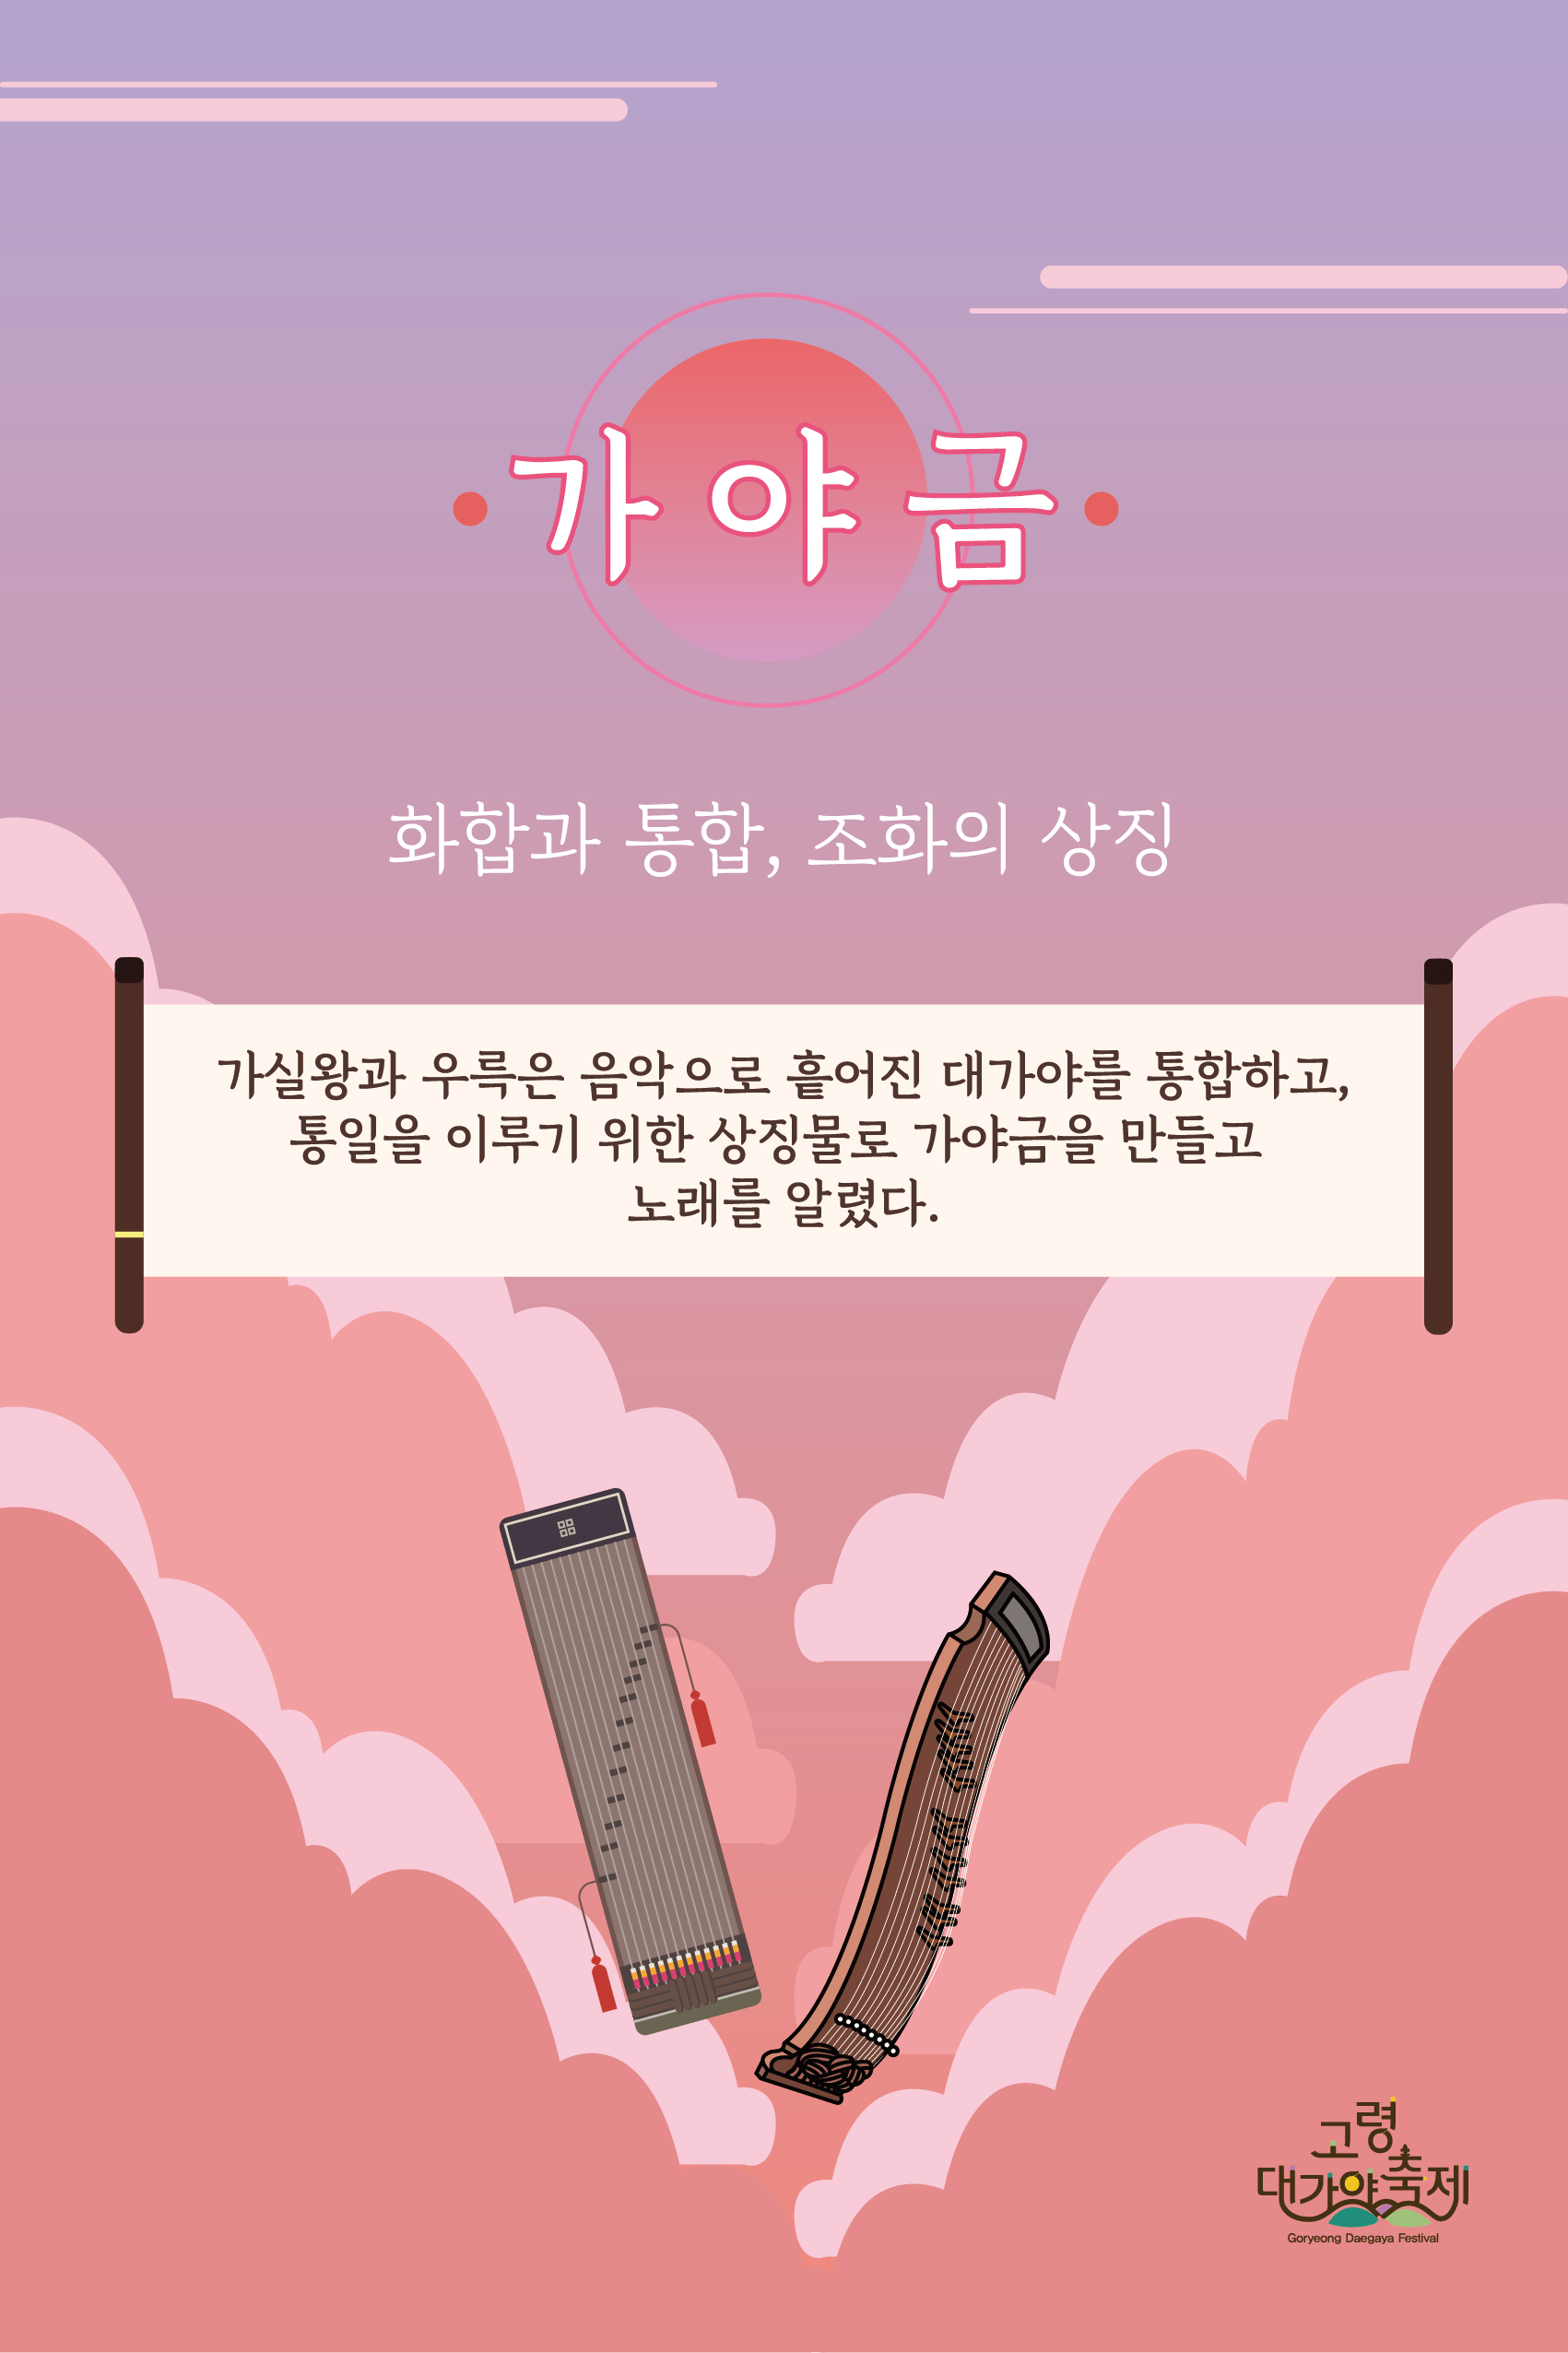 가야금
화합과 통합, 조화의 상징
가실왕과 우륵은 음악으로 흩어진 대가야를 통합하고,
통일을 이루기 위한 상징물로 가야금을 만들고
노래를 알렸다.
고령
대가야축제
Goryeong Daegaya Festival